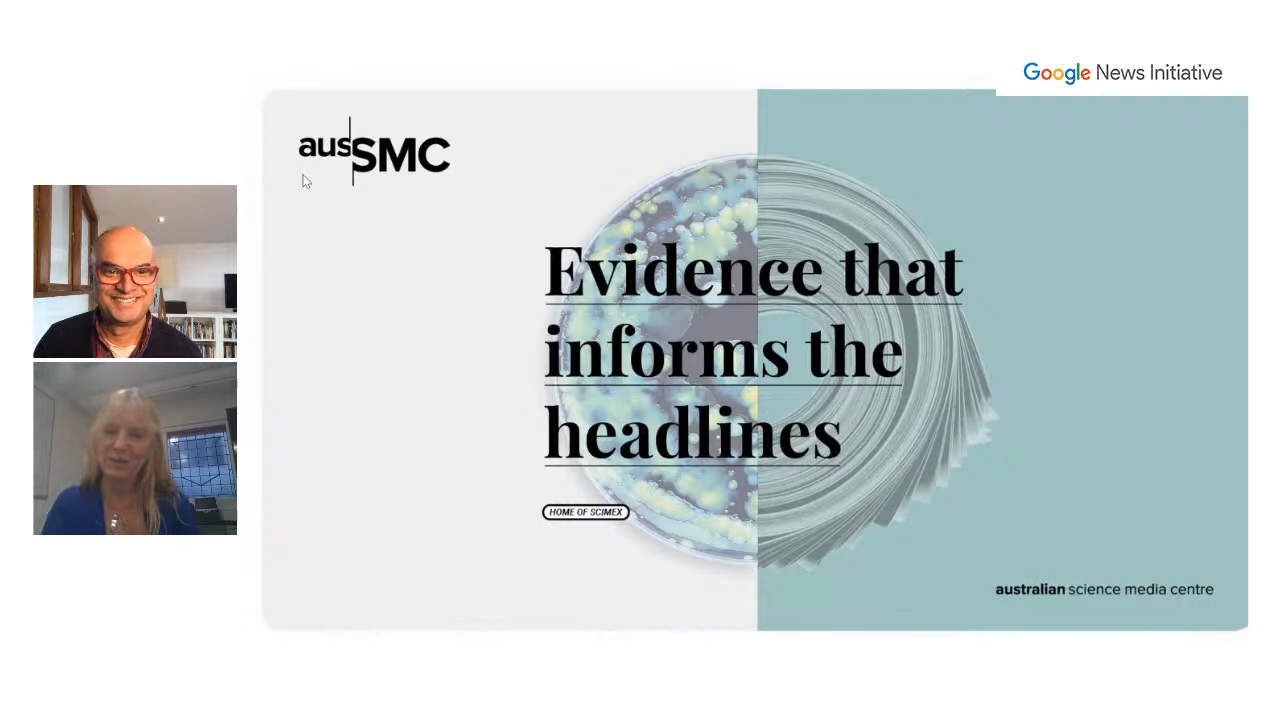 Google News Initiative
ausSMC
Evidence that
informs the
headlines
HOME OF SCIMEX
australian science media centre